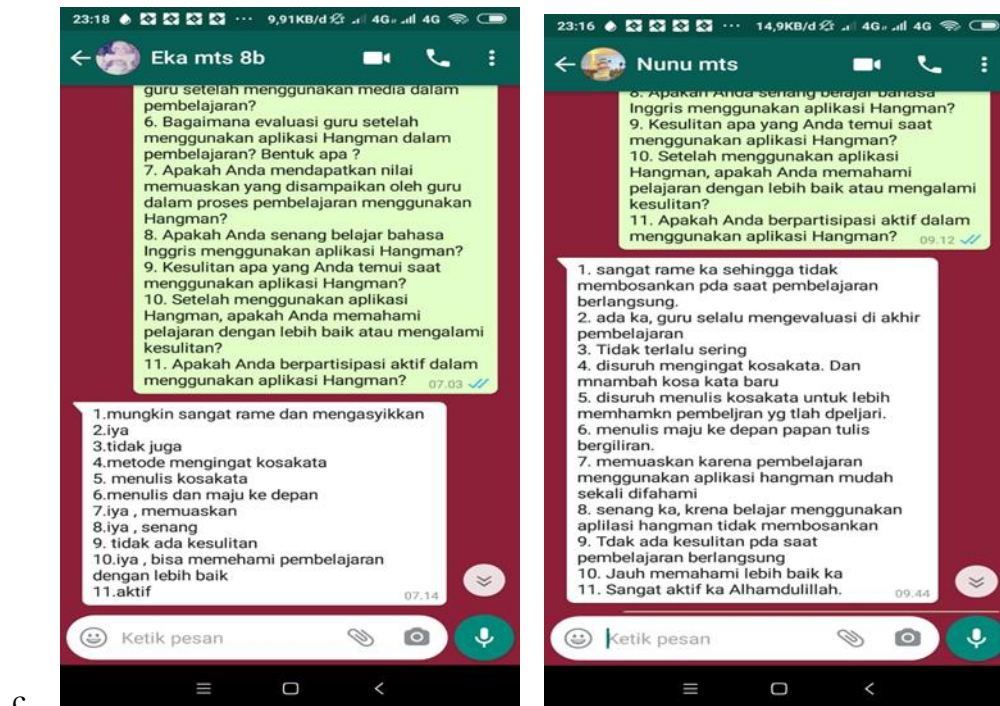 23:18 ... 9,91KB/d 4G 4G
Eka mts 8b
guru setelah menggunakan media dalam
pembelajaran?
6. Bagaimana evaluasi guru setelah
menggunakan aplikasi Hangman dalam
pembelajaran? Bentuk apa ?
7. Apakah Anda mendapatkan nilai
memuaskan yang disampaikan oleh guru
dalam proses pembelajaran menggunakan
Hangman?
8. Apakah Anda senang belajar bahasa
Inggris menggunakan aplikasi Hangman?
9. Kesulitan apa yang Anda temui saat
menggunakan aplikasi Hangman?
10. Setelah menggunakan aplikasi
Hangman, apakah Anda memahami
pelajaran dengan lebih baik atau mengalami
kesulitan?
11. Apakah Anda berpartisipasi aktif dalam
menggunakan aplikasi Hangman? 07.03
1.mungkin sangat rame dan mengasyikkan
2.iya
3.tidak juga
4.metode mengingat kosakata
5. menulis kosakata
6.menulis dan maju ke depan
7.iya , memuaskan
8.iya , senang
9. tidak ada kesulitan
10.iya , bisa memehami pembelajaran
dengan lebih baik
11.aktif 07.14
Ketik pesan
23:16 ... 14,9KB/d 4G 4G
Nunu mts
8. Apakah Anda senang belajar bahasa
Inggris menggunakan aplikasi Hangman?
9. Kesulitan apa yang Anda temui saat
menggunakan aplikasi Hangman?
10. Setelah menggunakan aplikasi
Hangman, apakah Anda memahami
pelajaran dengan lebih baik atau mengalami
kesulitan?
11. Apakah Anda berpartisipasi aktif dalam
menggunakan aplikasi Hangman? 09.12
1. sangat rame ka sehingga tidak
membosankan pda saat pembelajaran
berlangsung.
2. ada ka, guru selalu mengevaluasi di akhir
pembelajaran
3. Tidak terlalu sering
4. disuruh mengingat kosakata. Dan
mnambah kosa kata baru
5. disuruh menulis kosakata untuk lebih
memhamkn pembeljran yg tlah dpeljari.
6. menulis maju ke depan papan tulis
bergiliran.
7. memuaskan karena pembelajaran
menggunakan aplikasi hangman mudah
sekali difahami
8. senang ka, krena belajar menggunakan
aplilasi hangman tidak membosankan
9. Tdak ada kesulitan pda saat
pembelajaran berlangsung
10. Jauh memahami lebih baik ka
11. Sangat aktif ka Alhamdulillah. 09.44
Ketik pesan